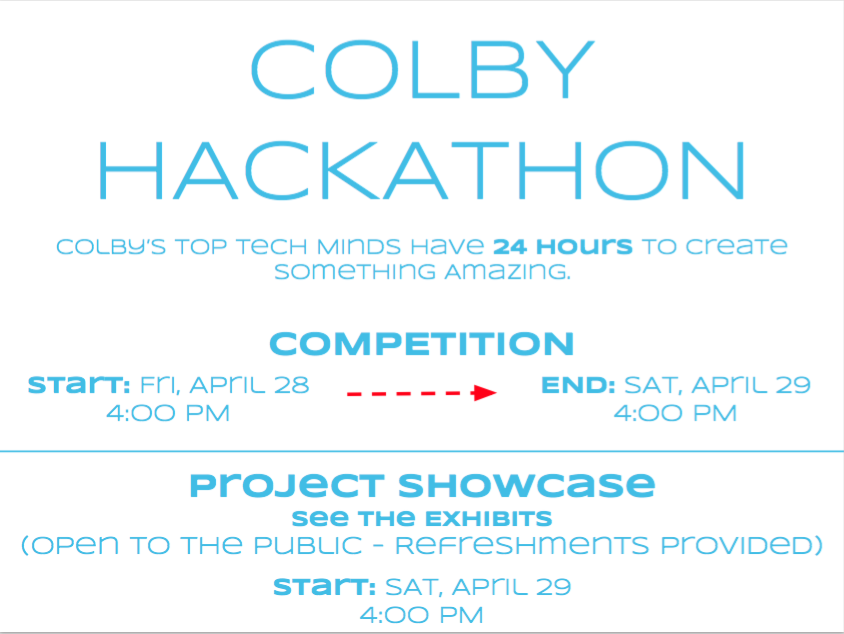 COLBY
HACKATHON
COLBY'S TOP TECH MINDS HAVE 24 HOURS TO CREATE
SOMETHING AMAZING.
COMPETITION
START: FRI, APRIL 28
4:00 PM
END: SAT, APRIL 29
4:00 PM
PROJECT SHOWCASE
SEE THE EXHIBITS
(OPEN TO THE PUBLIC - REFRESHMENTS PROVIDED)
START: SAT, APRIL 29
4:00 PM